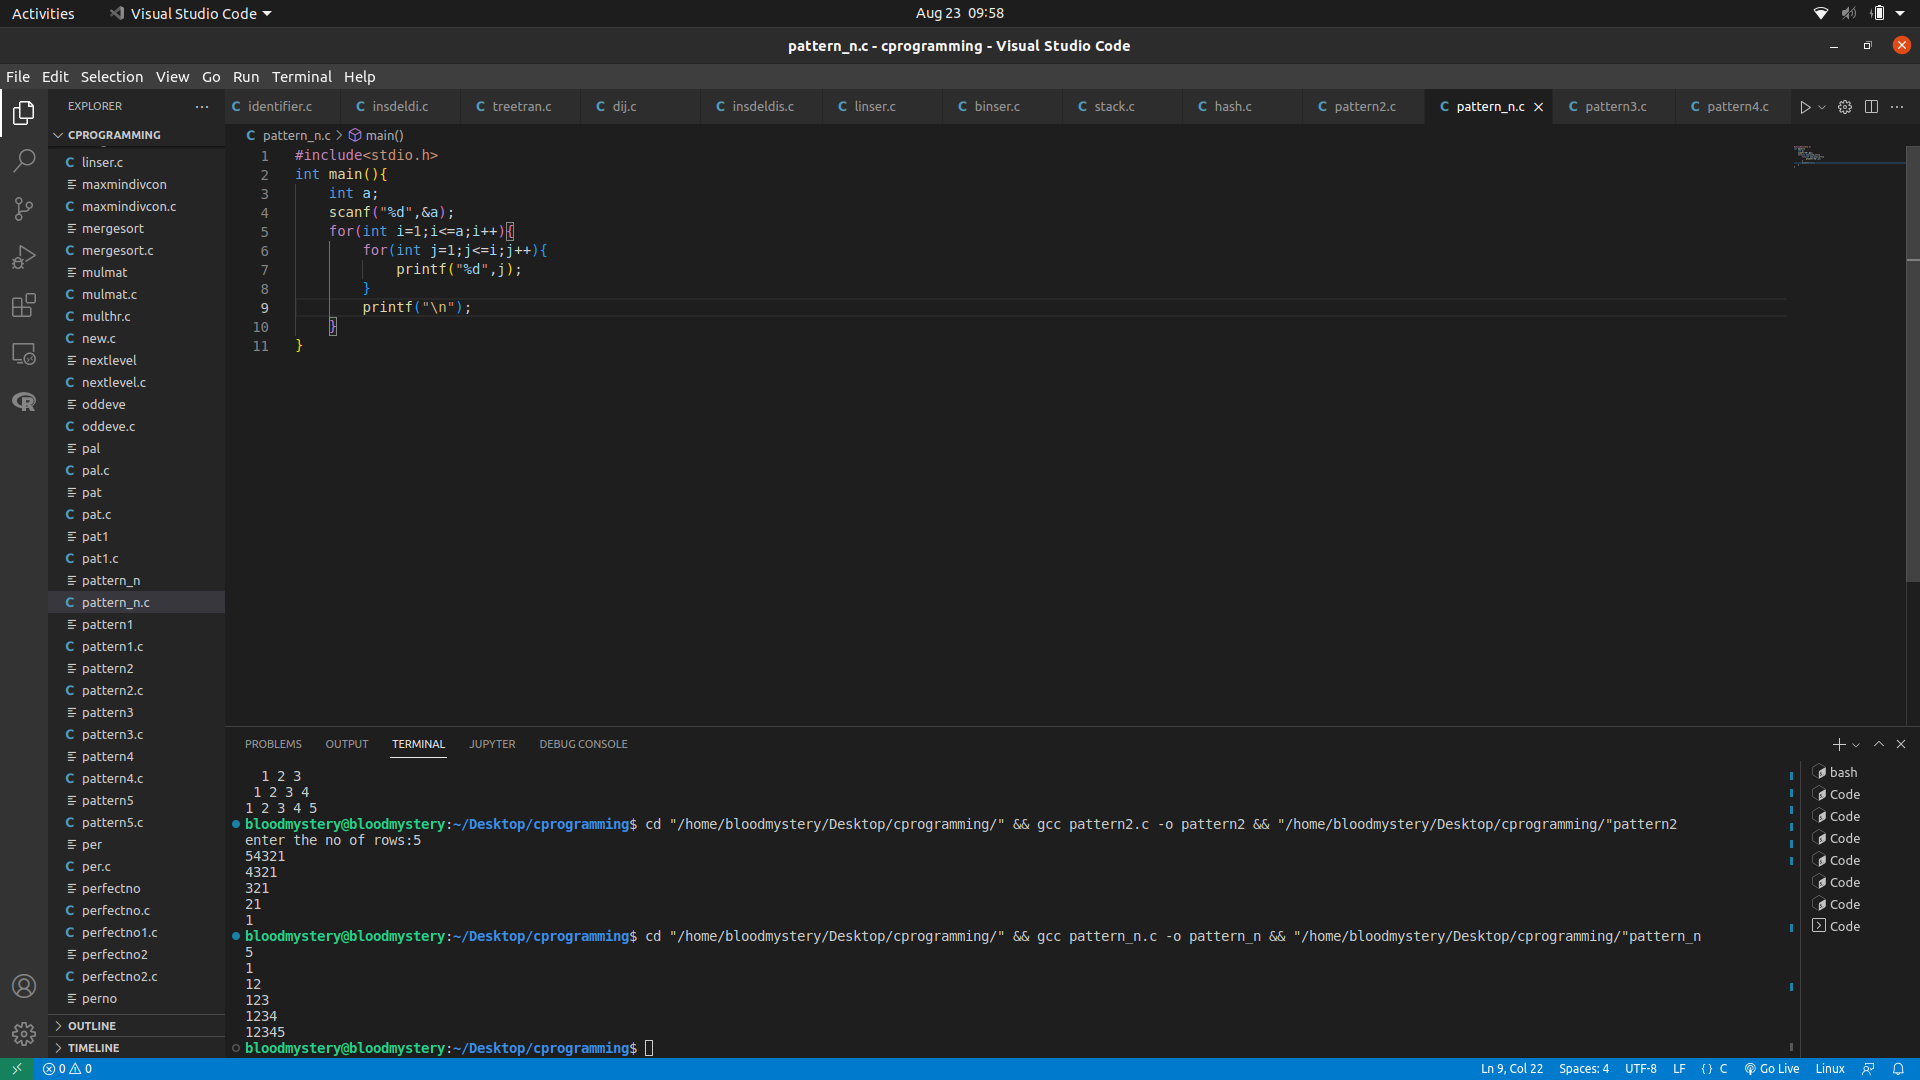 Activities
Visual Studio Code
Aug 23 09:58
pattern_n.c - cprogramming - Visual Studio Code
File Edit Selection View Go Run Terminal Help
EXPLORER
CPROGRAMMING
linser.c
maxmindivcon
maxmindivcon.c
mergesort
mergesort.c
mulmat
mulmat.c
multhr.c
new.c
nextlevel
nextlevel.c
oddeve
oddeve.c
pal
pal.c
pat
pat.c
pat1
pat1.c
pattern_n
pattern_n.c
pattern1
pattern1.c
pattern2
pattern2.c
pattern3
pattern3.c
pattern4
pattern4.c
pattern5
pattern5.c
per
per.c
perfectno
perfectno.c
perfectno1.c
perfectno2
perfectno2.c
perno
OUTLINE
TIMELINE
identifier.c insdeldi.c treetran.c dij.c insdeldis.c linser.c binser.c stack.c hash.c pattern2.c pattern_n.c pattern3.c pattern4.c
pattern_n.c > main()
1 #include<stdio.h>
2 int main(){
3     int a;
4     scanf("%d",&a);
5     for(int i=1;i<=a;i++){
6         for(int j=1;j<=i;j++){
7             printf("%d",j);
8         }
9         printf("\n");
10     }
11 }
PROBLEMS OUTPUT TERMINAL JUPYTER DEBUG CONSOLE
1 2 3
1 2 3 4
1 2 3 4 5
bloodmystery@bloodmystery:~/Desktop/cprogramming$ cd "/home/bloodmystery/Desktop/cprogramming/" && gcc pattern2.c -o pattern2 && "/home/bloodmystery/Desktop/cprogramming/"pattern2
enter the no of rows:5
54321
4321
321
21
1
bloodmystery@bloodmystery:~/Desktop/cprogramming$ cd "/home/bloodmystery/Desktop/cprogramming/" && gcc pattern_n.c -o pattern_n && "/home/bloodmystery/Desktop/cprogramming/"pattern_n
5
1
12
123
1234
12345
bloodmystery@bloodmystery:~/Desktop/cprogramming$
bash
Code
Code
Code
Code
Code
Code
Code
0 0
Ln 9, Col 22 Spaces: 4 UTF-8 LF { } C Go Live Linux